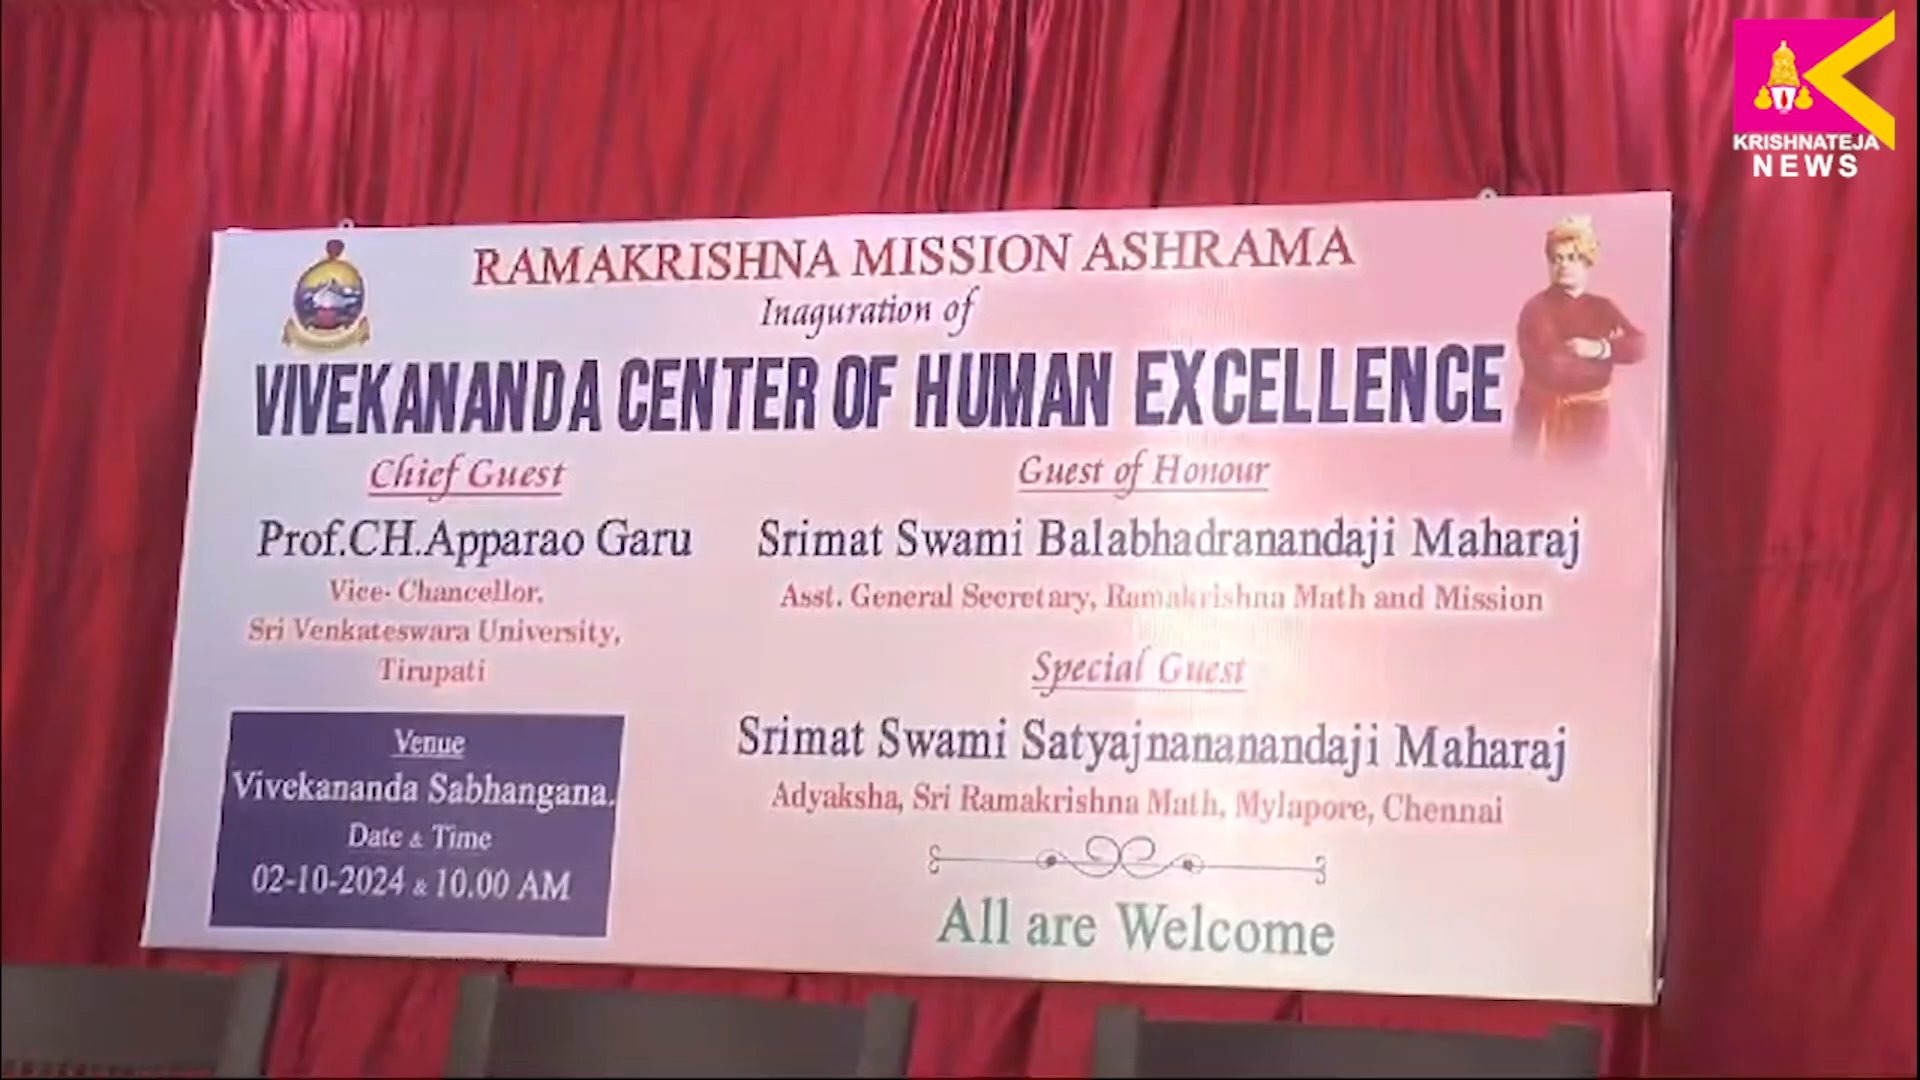 KRISHNATEJA
NEWS
RAMAKRISHNA MISSION ASHRAMA
Inaguration of
VIVEKANANDA CENTER OF HUMAN EXCELLENCE
Chief Guest
Prof.CH.Apparao Garu
Vice- Chancellor,
Sri Venkateswara University,
Tirupati
Guest of Honour
Srimat Swami Balabhadranandaji Maharaj
Asst. General Secretary, Ramakrishna Math and Mission
Special Guest
Srimat Swami Satyajnananandaji Maharaj
Adyaksha, Sri Ramakrishna Math, Mylapore, Chennai
Venue
Vivekananda Sabhangana,
Date & Time
02-10-2024 & 10.00 AM
All are Welcome